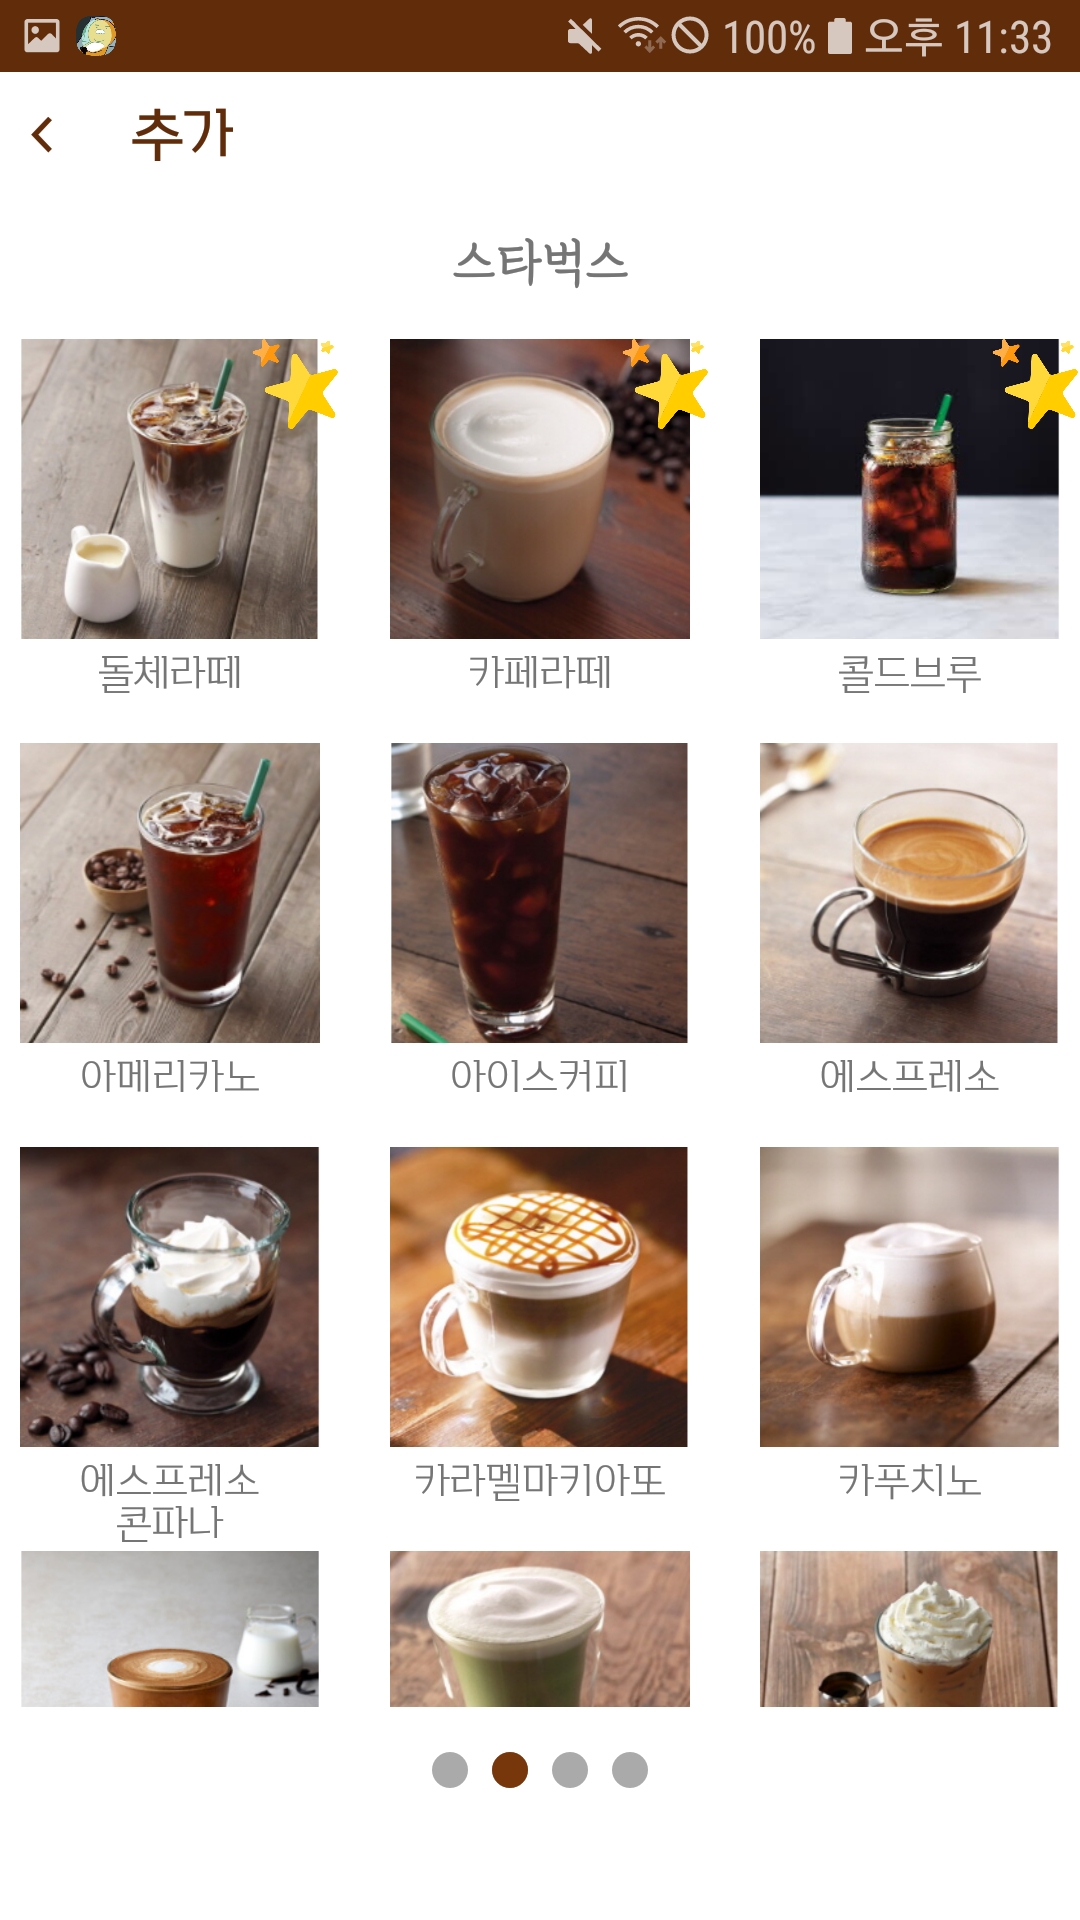 100% 오후 11:33
추가
스타벅스
돌체라떼
카페라떼
콜드브루
아메리카노
아이스커피
에스프레소
에스프레소
콘파나
카라멜마키아또
카푸치노